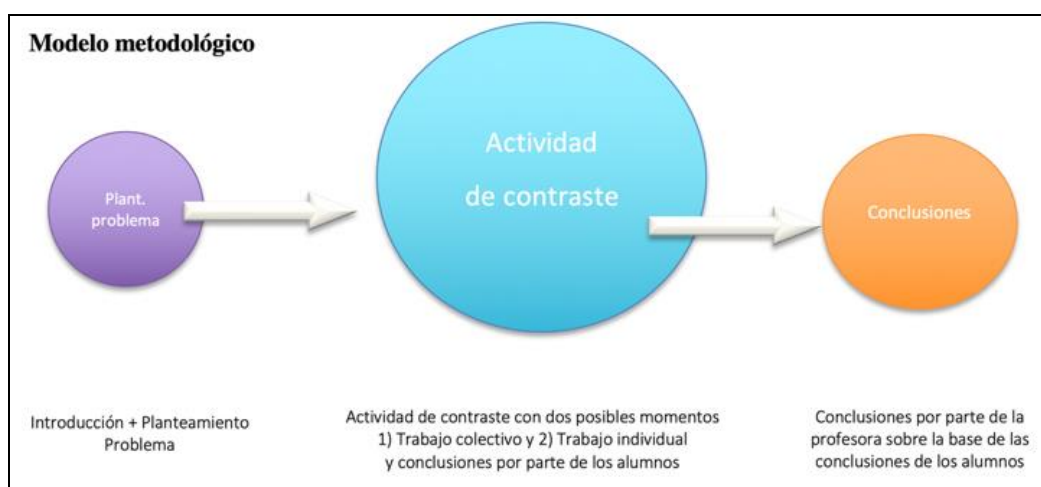 Modelo metodológico
Plant.
problema
Actividad
de contraste
Conclusiones
Introducción + Planteamiento
Problema
Actividad de contraste con dos posibles momentos
1) Trabajo colectivo y 2) Trabajo individual
y conclusiones por parte de los alumnos
Conclusiones por parte de la
profesora sobre la base de las
conclusiones de los alumnos